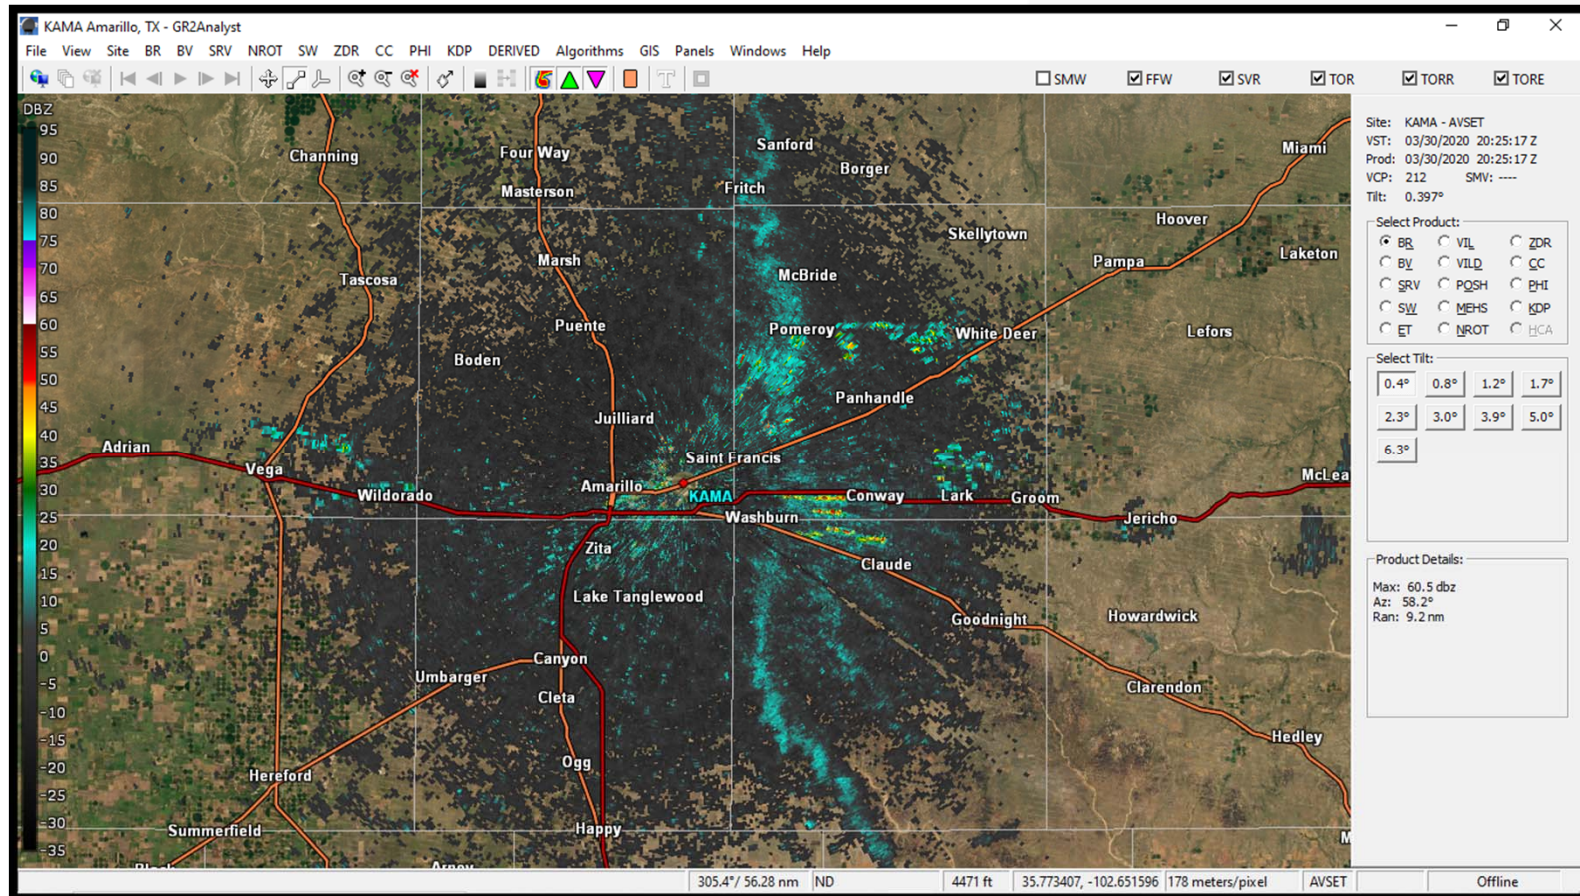 KAMA Amarillo, TX - GR2Analyst
File View Site BR BV SRV NROT SW ZDR CC PHI KDP DERIVED Algorithms GIS Panels Windows Help
SMW FFW SVR TOR TORR TORE
DBZ
95
90
85
80
75
70
65
60
55
50
45
40
35
30
25
20
15
10
5
0
-5
-10
-15
-20
-25
-30
-35
Sanford
Channing
Four Way
Miami
Borger
Masterson
Fritch
Hoover
Skellytown
Laketon
Marsh
Pampa
Tascosa
McBride
Puente
Pomeroy
White Deer
Lefors
Boden
Panhandle
Juilliard
Adrian
Saint Francis
Vega
McLea
Amarillo
Wildorado
KAMA
Conway
Lark
Groom
Washburn
Jericho
Zita
Claude
Lake Tanglewood
Goodnight
Howardwick
Canyon
Umbarger
Clarendon
Cleta
Hedley
Ogg
Hereford
Summerfield
Happy
Site: KAMA - AVSET
VST: 03/30/2020 20:25:17 Z
Prod: 03/30/2020 20:25:17 Z
VCP: 212 SMV: ----
Tilt: 0.397°
Select Product:
BR VIL ZDR
BV VILD CC
SRV POSH PHI
SW MEHS KDP
ET NROT HCA
Select Tilt:
0.4° 0.8° 1.2° 1.7°
2.3° 3.0° 3.9° 5.0°
6.3°
Product Details:
Max: 60.5 dbz
Az: 58.2°
Ran: 9.2 nm
305.4°/ 56.28 nm ND 4471 ft 35.773407, -102.651596 178 meters/pixel AVSET Offline